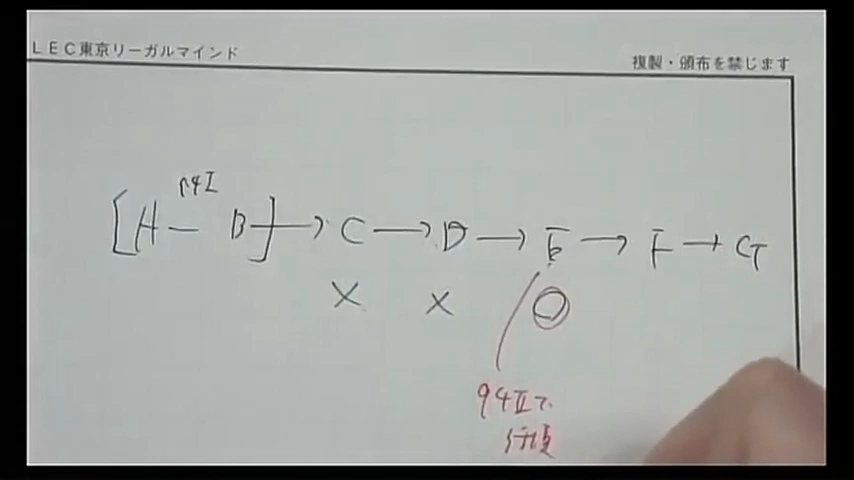 LEC東京リーガルマインド
複製・頒布を禁じます
94I
[A — B] → C → D → E → F → G
× × ◎
94Ⅱで